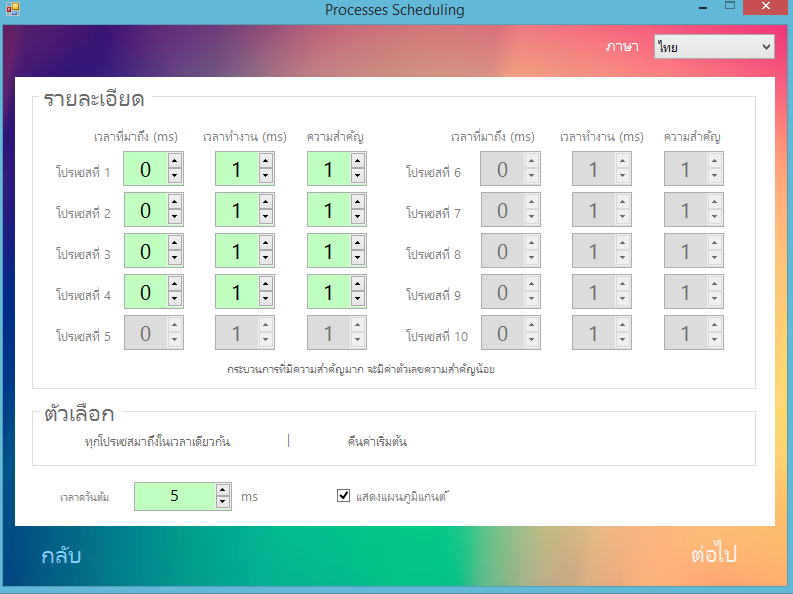 Processes Scheduling
ภาษา ไทย
รายละเอียด
เวลาที่มาถึง (ms) เวลาทำงาน (ms) ความสำคัญ เวลาที่มาถึง (ms) เวลาทำงาน (ms) ความสำคัญ
โปรเซสที่ 1 0 1 1 โปรเซสที่ 6 0 1 1
โปรเซสที่ 2 0 1 1 โปรเซสที่ 7 0 1 1
โปรเซสที่ 3 0 1 1 โปรเซสที่ 8 0 1 1
โปรเซสที่ 4 0 1 1 โปรเซสที่ 9 0 1 1
โปรเซสที่ 5 0 1 1 โปรเซสที่ 10 0 1 1
กระบวนการที่มีความสำคัญมาก จะมีค่าตัวเลขความสำคัญน้อย
ตัวเลือก
ทุกโปรเซสมาถึงในเวลาเดียวกัน | คืนค่าเริ่มต้น
เวลาควันตัม 5 ms แสดงแผนภูมิแกนต์
กลับ ต่อไป